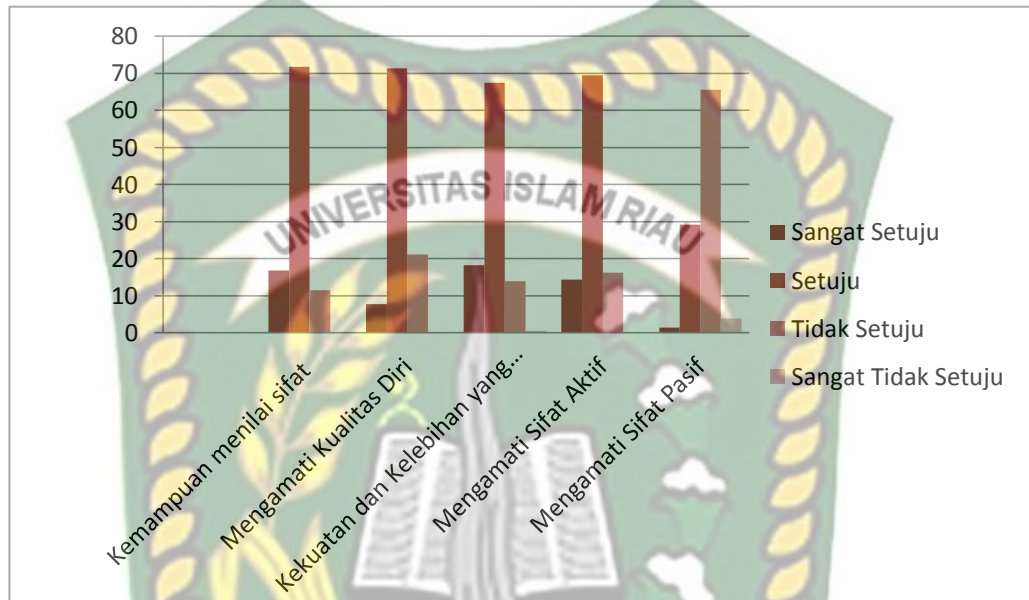 80
70
60
50
40
30
20
10
0
UNIVERSITAS ISLAM RIAU
Sangat Setuju
Setuju
Tidak Setuju
Sangat Tidak Setuju
Kemampuan menilai sifat
Mengamati Kualitas Diri
Kekuatan dan Kelebihan yang...
Mengamati Sifat Aktif
Mengamati Sifat Pasif